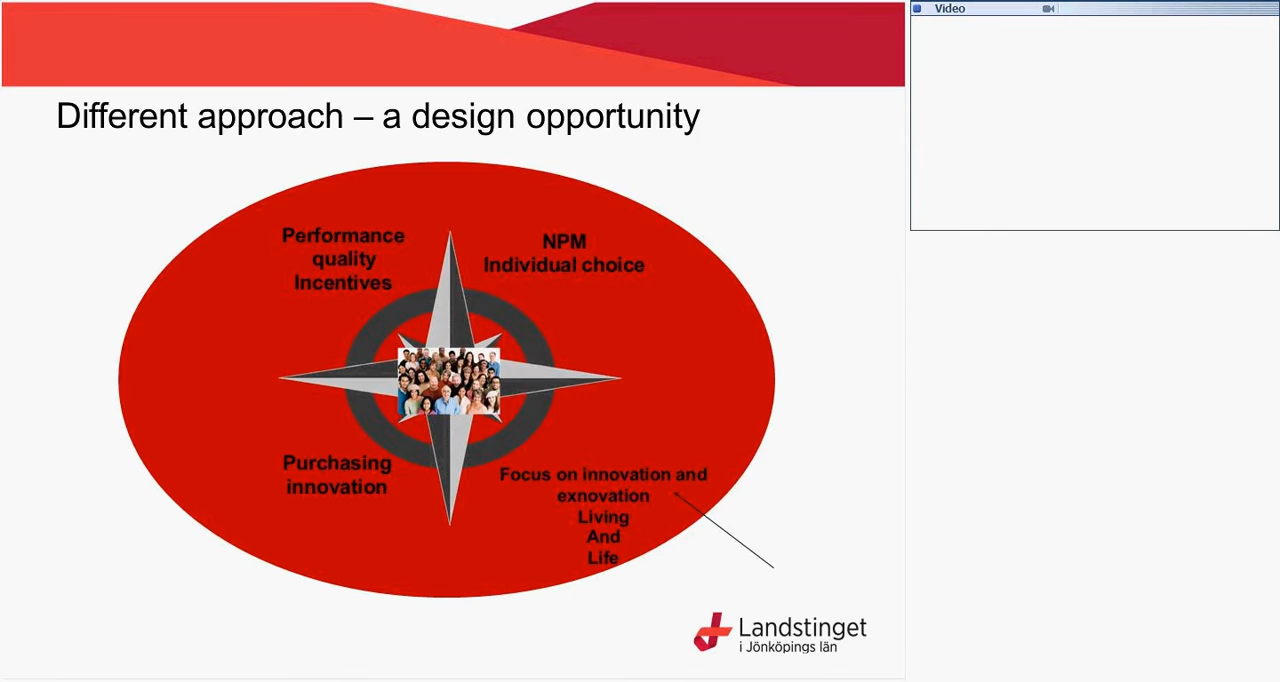 Video
Different approach – a design opportunity
Performance
quality
Incentives
NPM
Individual choice
Purchasing
innovation
Focus on innovation and
exnovation
Living
And
Life
Landstinget
i Jönköpings län